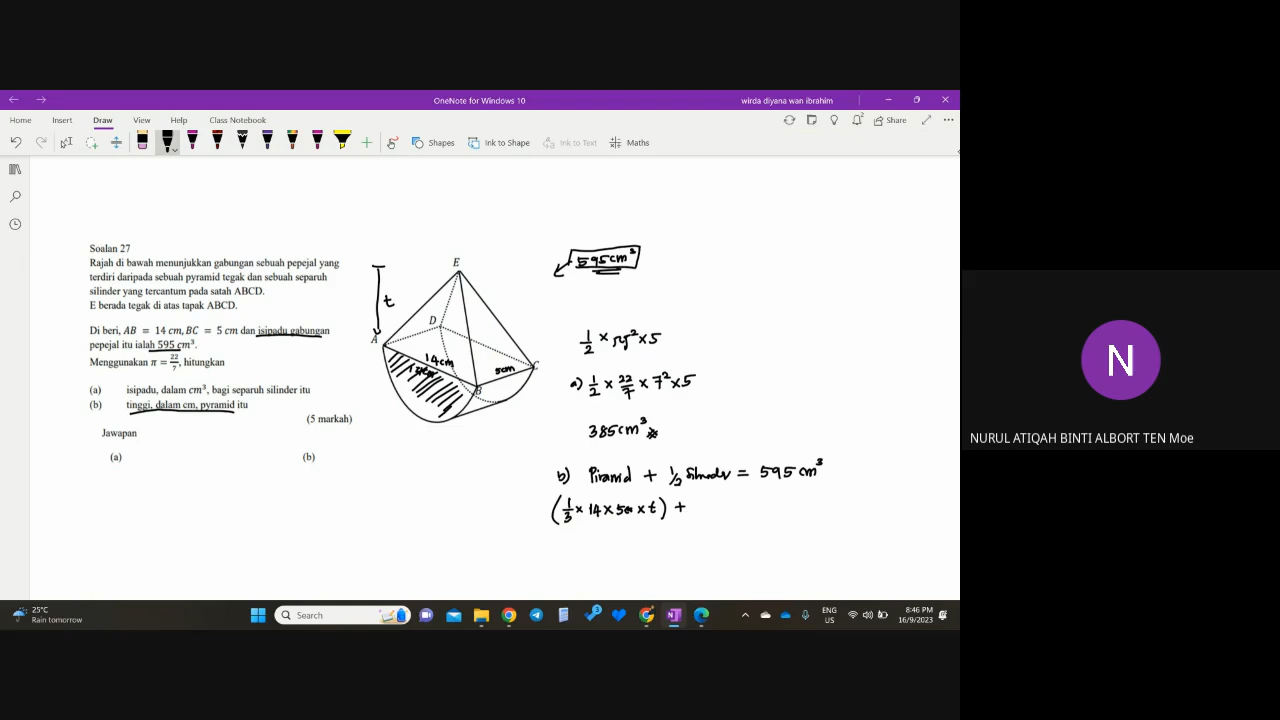 OneNote for Windows 10
wirda diyana wan ibrahim
Home Insert Draw View Help Class Notebook
Share
Shapes Ink to Shape Ink to Text Maths
Soalan 27
Rajah di bawah menunjukkan gabungan sebuah pepejal yang
terdiri daripada sebuah pyramid tegak dan sebuah separuh
silinder yang tercantum pada satah ABCD.
E berada tegak di atas tapak ABCD.
Di beri, AB = 14 cm, BC = 5 cm dan isipadu gabungan
pepejal itu ialah 595 cm³.
Menggunakan π = 22/7, hitungkan
(a) isipadu, dalam cm³, bagi separuh silinder itu
(b) tinggi, dalam cm, pyramid itu
(5 markah)
Jawapan
(a) (b)
E
t
D
A
14cm
C
5cm
B
595cm³
1/2 × πj² × 5
a) 1/2 × 22/7 × 7² × 5
385cm³
b) Piramid + 1/2 Silinder = 595 cm³
(1/3 × 14 × 5 × t) +
N
NURUL ATIQAH BINTI ALBORT TEN Moe
25°C
Rain tomorrow
Search
3
ENG
US
8:46 PM
16/9/2023